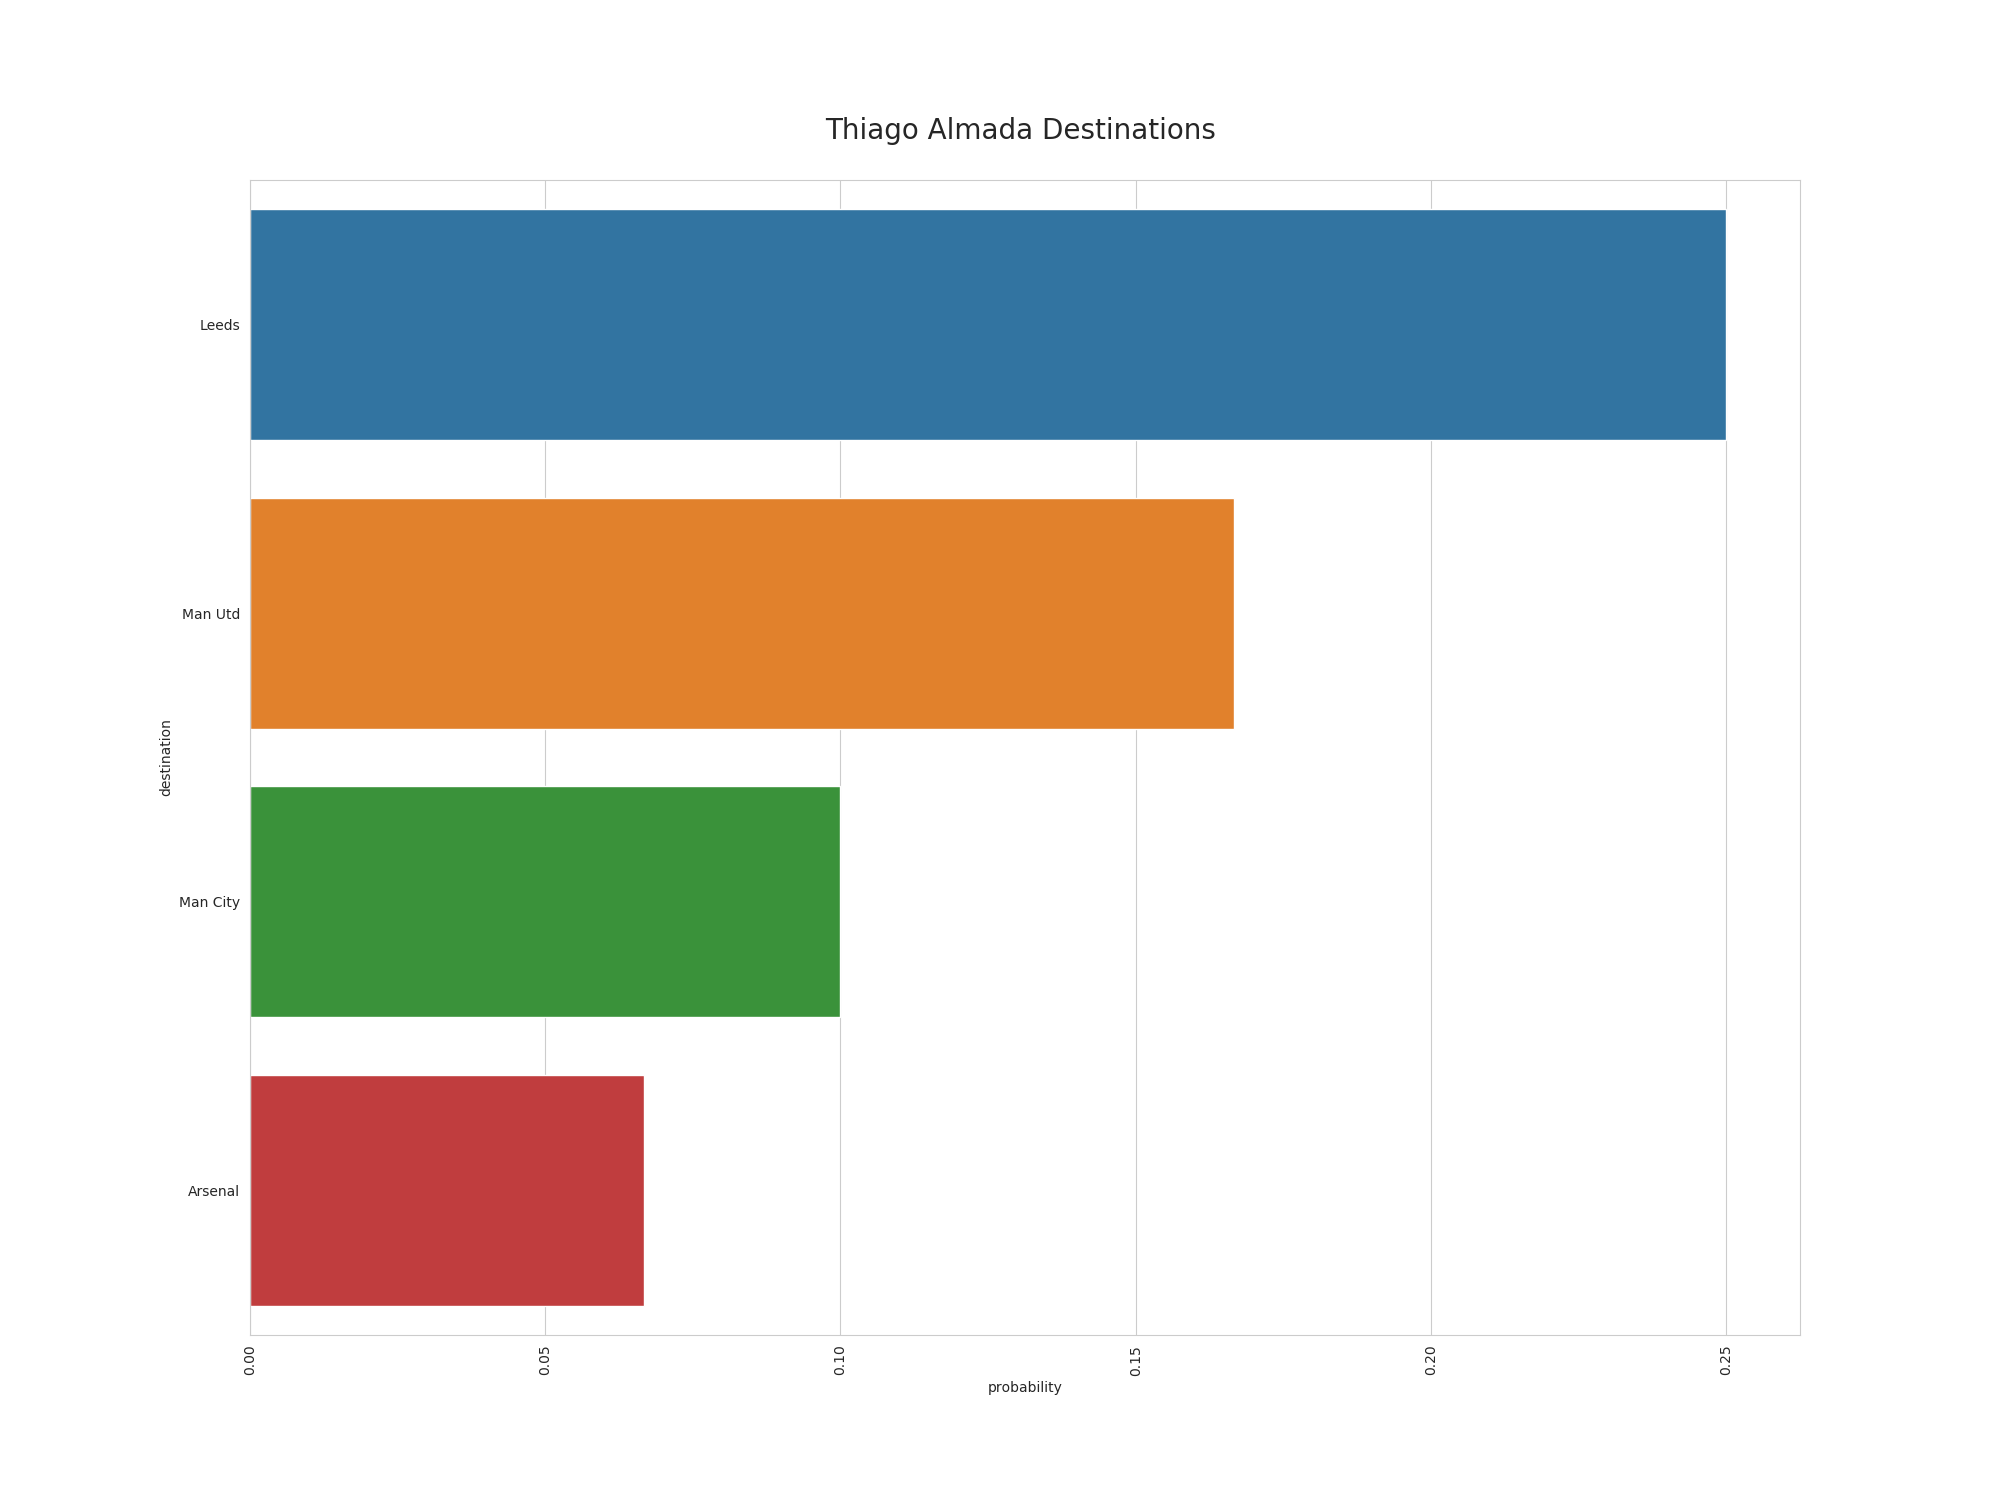 Thiago Almada Destinations
Leeds
Man Utd
Man City
Arsenal
destination
0.00
0.05
0.10
0.15
0.20
0.25
probability